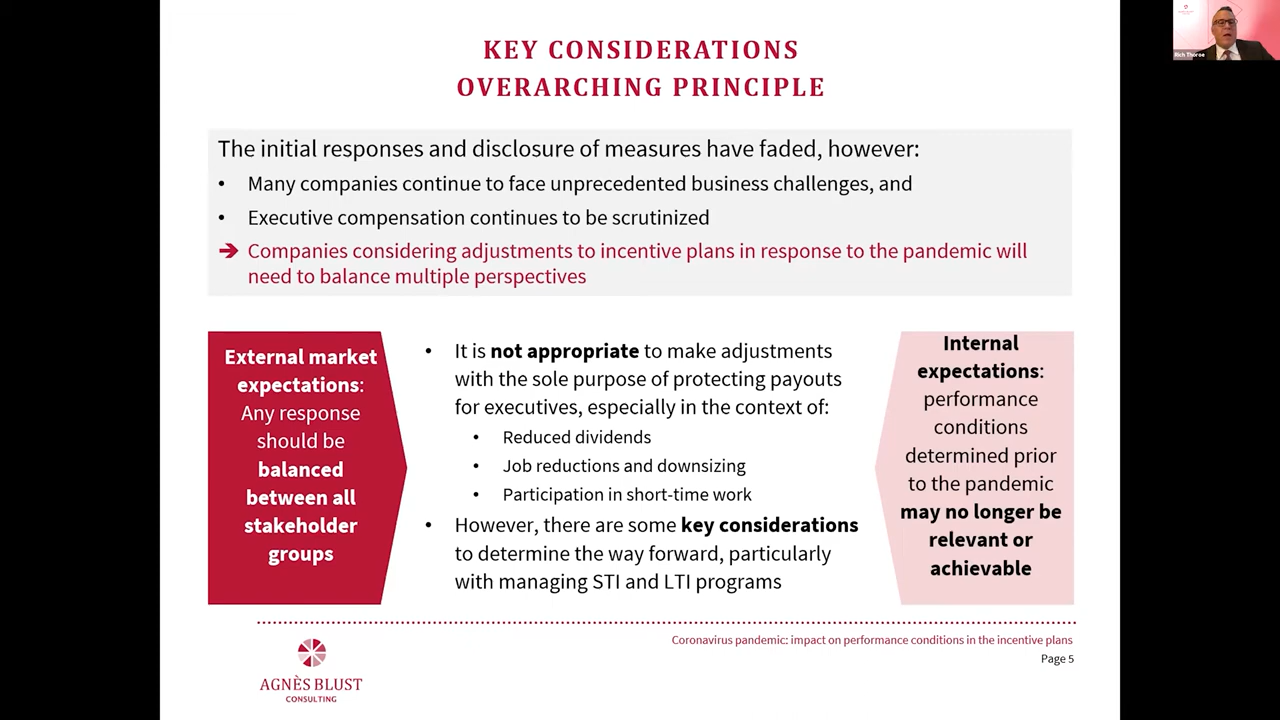 KEY CONSIDERATIONS
OVERARCHING PRINCIPLE
The initial responses and disclosure of measures have faded, however:
• Many companies continue to face unprecedented business challenges, and
• Executive compensation continues to be scrutinized
➔ Companies considering adjustments to incentive plans in response to the pandemic will
need to balance multiple perspectives
External market
expectations:
Any response
should be
balanced
between all
stakeholder
groups
• It is not appropriate to make adjustments
with the sole purpose of protecting payouts
for executives, especially in the context of:
• Reduced dividends
• Job reductions and downsizing
• Participation in short-time work
• However, there are some key considerations
to determine the way forward, particularly
with managing STI and LTI programs
Internal
expectations:
performance
conditions
determined prior
to the pandemic
may no longer be
relevant or
achievable
Coronavirus pandemic: impact on performance conditions in the incentive plans
Page 5
AGNÈS BLUST
CONSULTING
AGNÈS BLUST